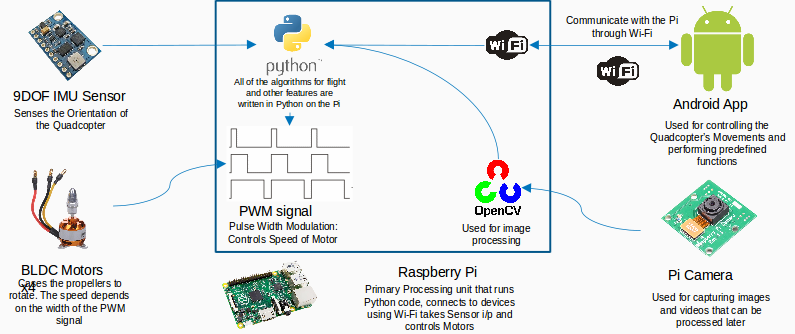 9DOF IMU Sensor
Senses the Orientation of
the Quadcopter
python™
All of the algorithms for flight
and other features are
written in Python on the Pi
PWM signal
Pulse Width Modulation:
Controls Speed of Motor
Wi Fi
Communicate with the Pi
through Wi-Fi
Wi Fi
Android App
Used for controlling the
Quadcopter's Movements and
performing predefined
functions
OpenCV
Used for image
processing
BLDC Motors
x4
Causes the propellers to
rotate. The speed depends
on the width of the PWM
signal
Raspberry Pi
Primary Processing unit that runs
Python code, connects to devices
using Wi-Fi takes Sensor i/p and
controls Motors
Pi Camera
Used for capturing images
and videos that can be
processed later